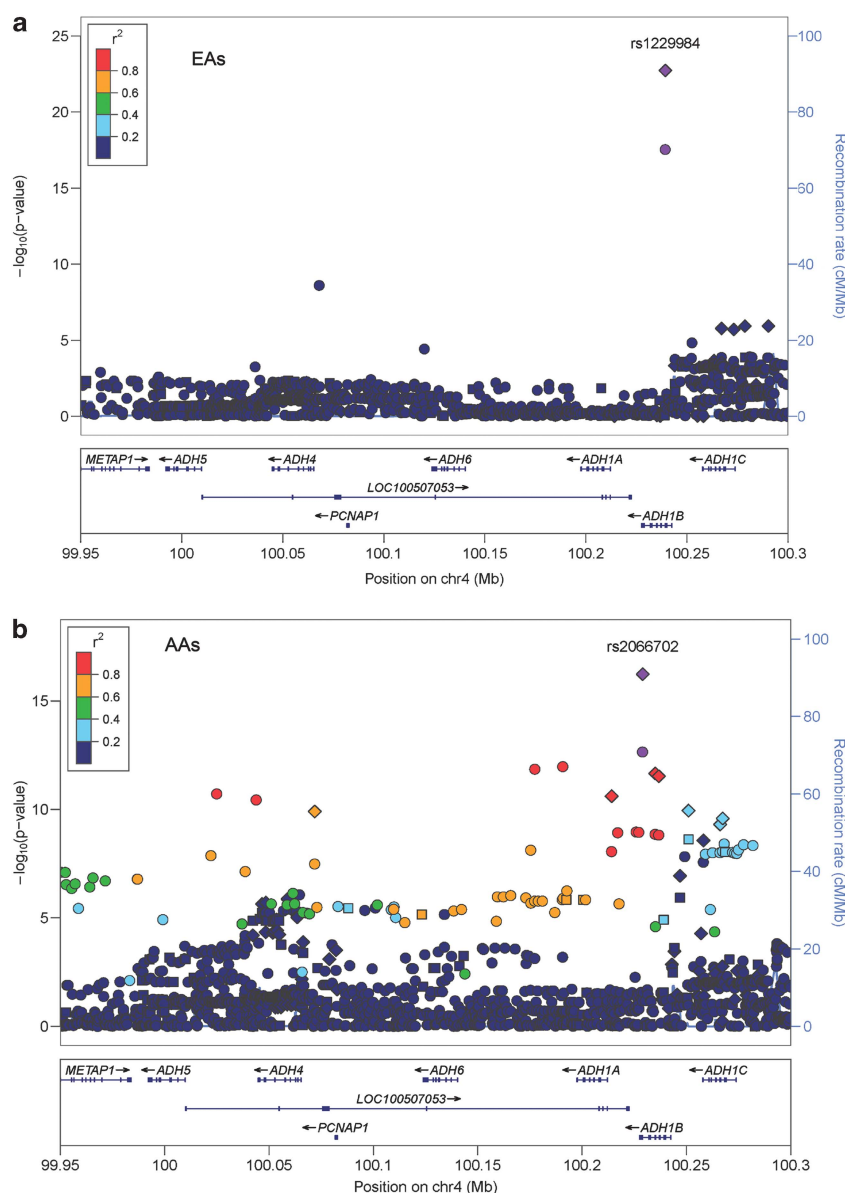 a
r2
0.8
0.6
0.4
0.2
EAs
rs1229984
25
20
15
10
5
0
−log10(p−value)
100
80
60
40
20
0
Recombination rate (cM/Mb)
METAP1→ ←ADH5 ←ADH4 ←ADH6 ←ADH1A ←ADH1C
LOC100507053→
←PCNAP1 ←ADH1B
99.95 100 100.05 100.1 100.15 100.2 100.25 100.3
Position on chr4 (Mb)
b
r2
0.8
0.6
0.4
0.2
AAs
rs2066702
15
10
5
0
−log10(p−value)
100
80
60
40
20
0
Recombination rate (cM/Mb)
METAP1→ ←ADH5 ←ADH4 ←ADH6 ←ADH1A ←ADH1C
LOC100507053→
←PCNAP1 ←ADH1B
99.95 100 100.05 100.1 100.15 100.2 100.25 100.3
Position on chr4 (Mb)